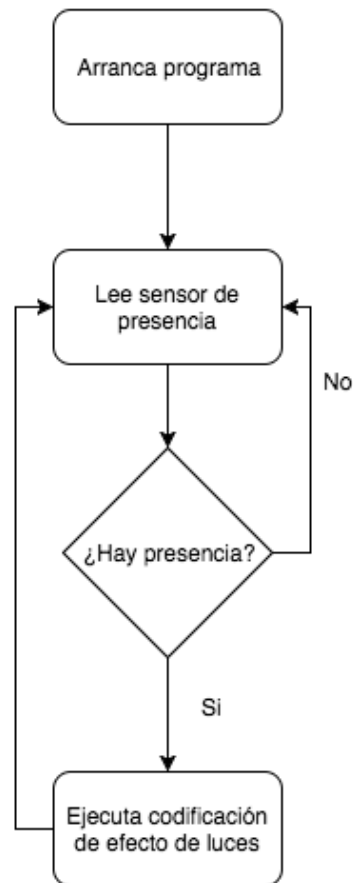 Arranca programa
Lee sensor de
presencia
No
¿Hay presencia?
Si
Ejecuta codificación
de efecto de luces